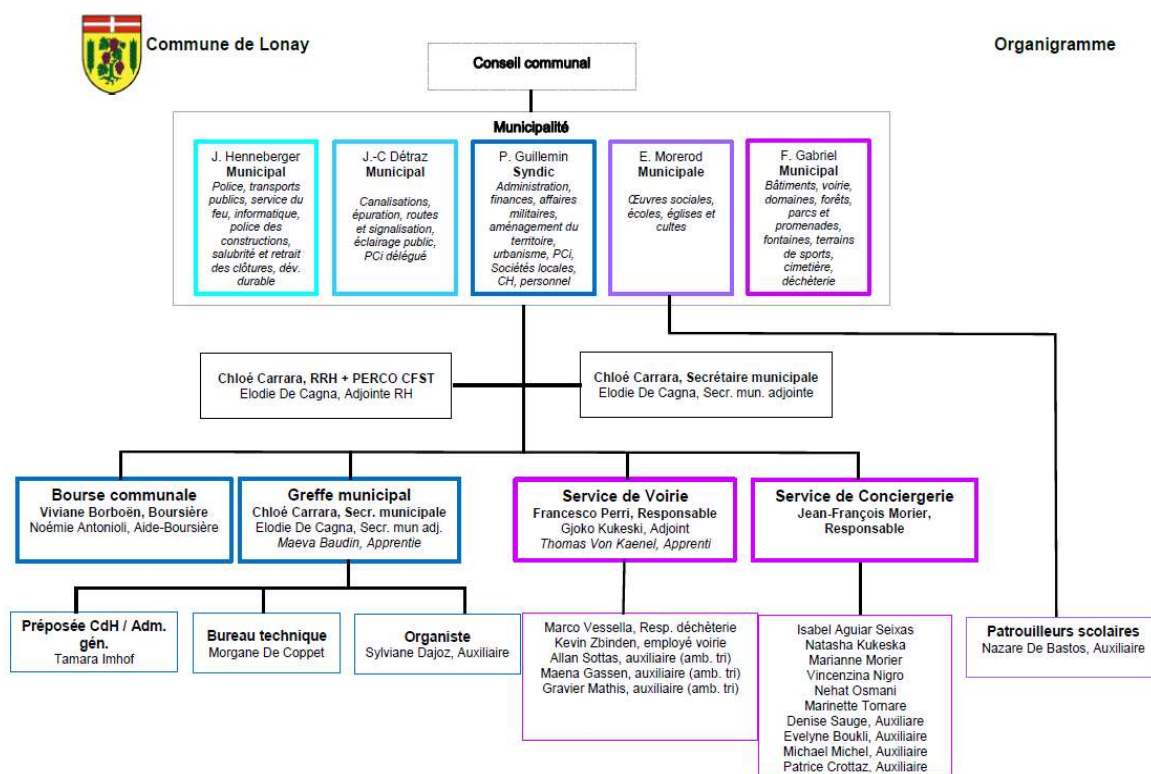 Commune de Lonay
Organigramme
Conseil communal
Municipalité
J. Henneberger
Municipal
Police, transports
publics, service du
feu, informatique,
police des
constructions,
salubrité et retrait
des clôtures, dév.
durable
J.-C Détraz
Municipal
Canalisations,
épuration, routes
et signalisation,
éclairage public,
PCi délégué
P. Guillemin
Syndic
Administration,
finances, affaires
militaires,
aménagement du
territoire,
urbanisme, PCi,
Sociétés locales,
CH, personnel
E. Morerod
Municipale
Œuvres sociales,
écoles, églises et
cultes
F. Gabriel
Municipal
Bâtiments, voirie,
domaines, forêts,
parcs et
promenades,
fontaines, terrains
de sports,
cimetière,
déchèterie
Chloé Carrara, RRH + PERCO CFST
Elodie De Cagna, Adjointe RH
Chloé Carrara, Secrétaire municipale
Elodie De Cagna, Secr. mun. adjointe
Bourse communale
Viviane Borboën, Boursière
Noémie Antonioli, Aide-Boursière
Greffe municipal
Chloé Carrara, Secr. municipale
Elodie De Cagna, Secr. mun adj.
Maeva Baudin, Apprentie
Service de Voirie
Francesco Perri, Responsable
Gjoko Kukeski, Adjoint
Thomas Von Kaenel, Apprenti
Service de Conciergerie
Jean-François Morier,
Responsable
Préposée CdH / Adm.
gén.
Tamara Imhof
Bureau technique
Morgane De Coppet
Organiste
Sylviane Dajoz, Auxiliaire
Marco Vessella, Resp. déchèterie
Kevin Zbinden, employé voirie
Allan Sottas, auxiliaire (amb. tri)
Maena Gassen, auxiliaire (amb. tri)
Gravier Mathis, auxiliaire (amb. tri)
Isabel Aguiar Seixas
Natasha Kukeska
Marianne Morier
Vincenzina Nigro
Nehat Osmani
Marinette Tornare
Denise Sauge, Auxiliare
Evelyne Boukli, Auxiliaire
Michael Michel, Auxiliaire
Patrice Crottaz, Auxiliaire
Patrouilleurs scolaires
Nazare De Bastos, Auxiliaire